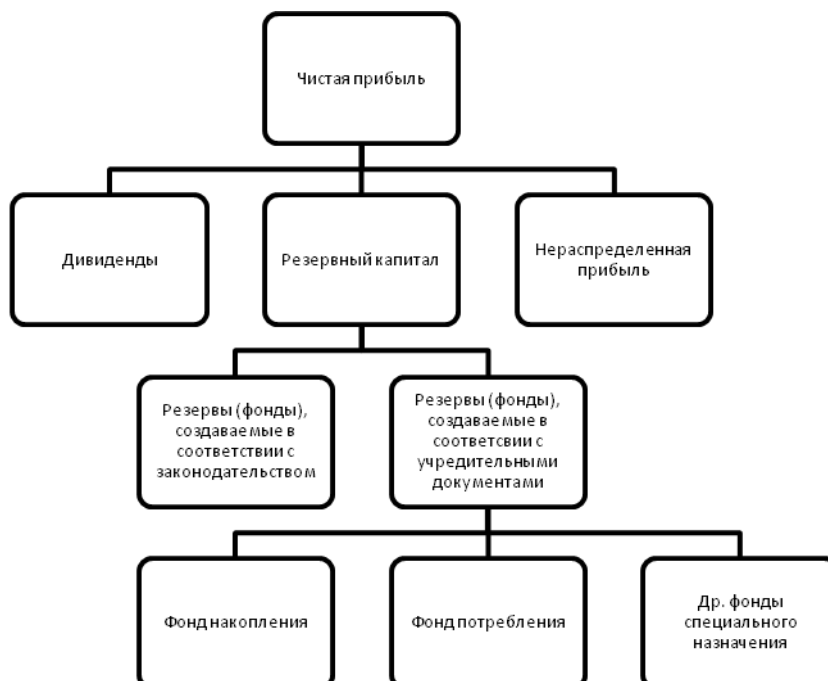 Чистая прибыль
Дивиденды
Резервный капитал
Нераспределенная
прибыль
Резервы (фонды),
создаваемые в
соответствии с
законодательством
Резервы (фонды),
создаваемые в
соответсвии с
учредительными
документами
Фонд накопления
Фонд потребления
Др. фонды
специального
назначения